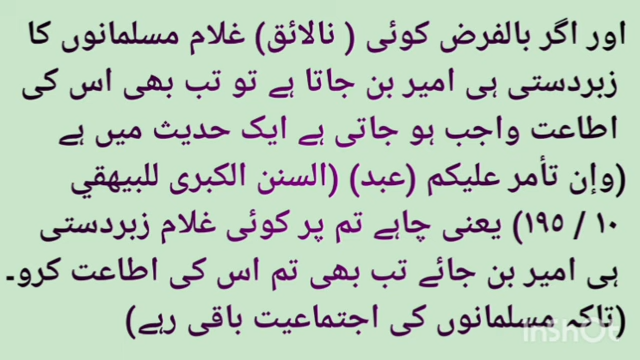 اور اگر بالفرض کوئی ( نالائق) غلام مسلمانوں کا
زبردستی ہی امیر بن جاتا ہے تو تب بھی اس کی
اطاعت واجب ہو جاتی ہے ایک حدیث میں ہے
(وإن تأمر عليكم (عبد) (السنن الكبرى للبيهقي
١٠ / ١٩٥) یعنی چاہے تم پر کوئی غلام زبردستی
ہی امیر بن جائے تب بھی تم اس کی اطاعت کرو۔
(تاکہ مسلمانوں کی اجتماعیت باقی رہے)
InShOt